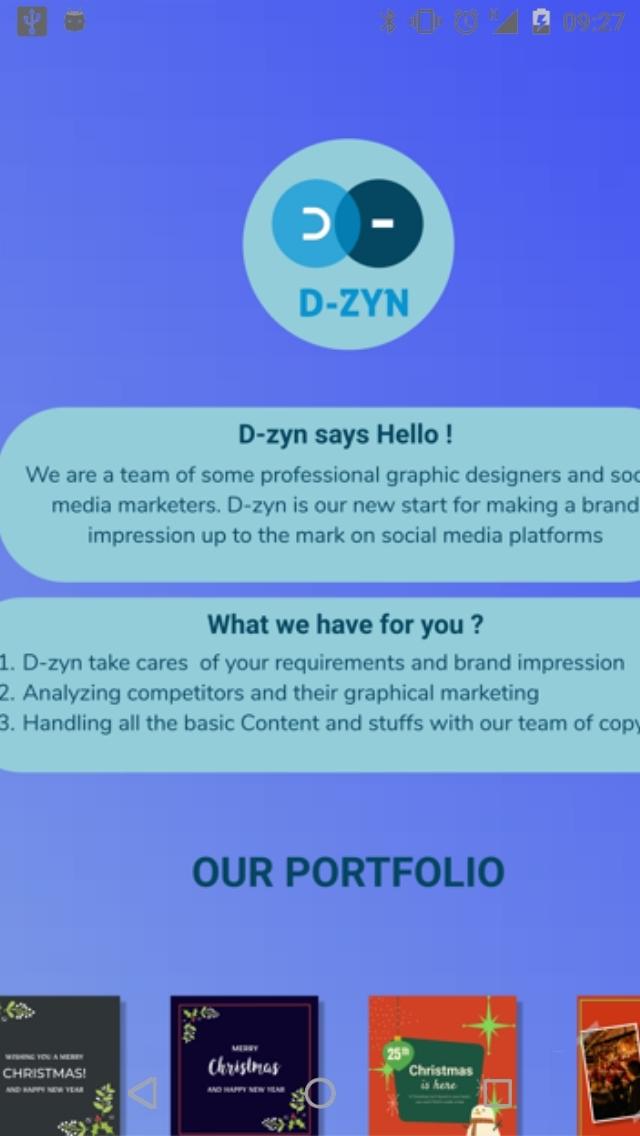 09:27
D-ZYN
D-zyn says Hello !
We are a team of some professional graphic designers and soc
media marketers. D-zyn is our new start for making a brand
impression up to the mark on social media platforms
What we have for you ?
1. D-zyn take cares of your requirements and brand impression
2. Analyzing competitors and their graphical marketing
3. Handling all the basic Content and stuffs with our team of copy
OUR PORTFOLIO
WISHING YOU A MERRY
CHRISTMAS!
AND HAPPY NEW YEAR
MERRY
Christmas
AND HAPPY NEW YEAR
25th
Christmas
is here